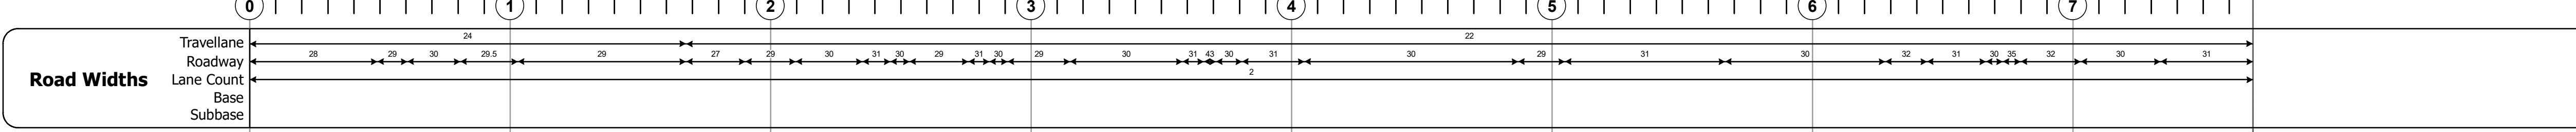 0 1 2 3 4 5 6 7
Travellane 24 22
Roadway 28 29 30 29.5 29 27 29 30 31 30 29 31 30 29 30 31 43 30 31 30 29 31 30 32 31 30 35 32 30 31
Road Widths
Lane Count 2
Base
Subbase